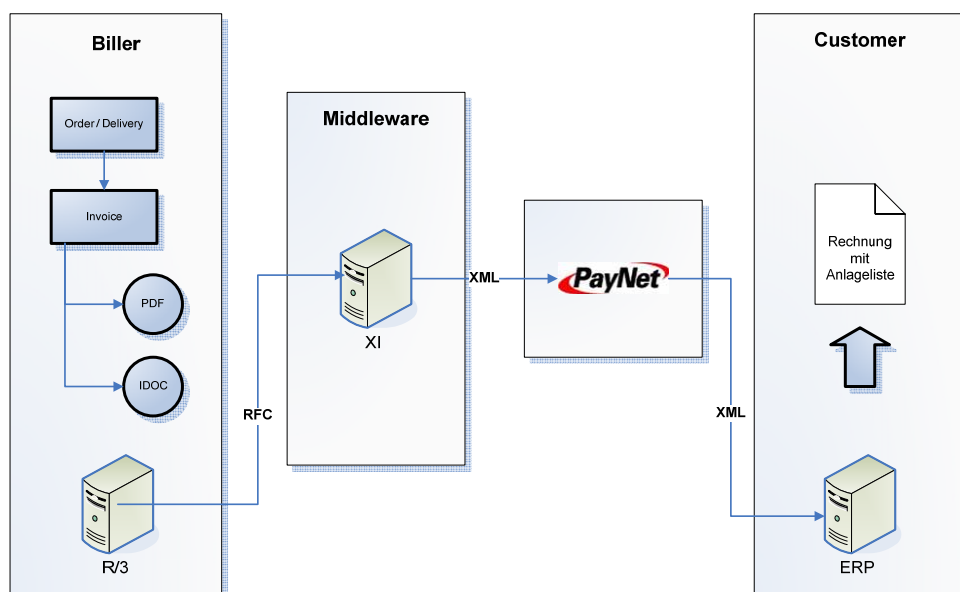 Biller
Order / Delivery
Invoice
PDF
IDOC
R/3
RFC
Middleware
XI
XML
PayNet
XML
Customer
Rechnung
mit
Anlageliste
ERP